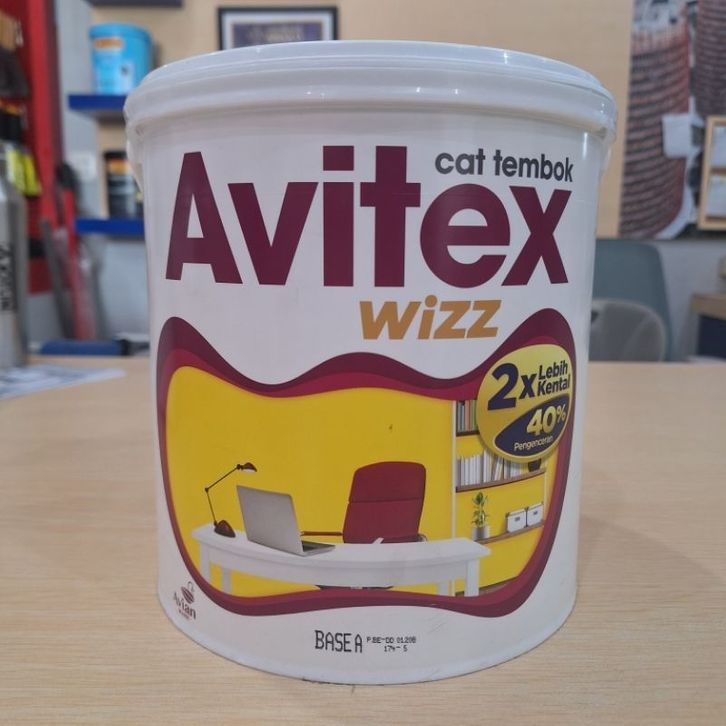 cat tembok
Avitex
wizz
2x Lebih Kental
40%
Pengenceran
Avian
BASE A